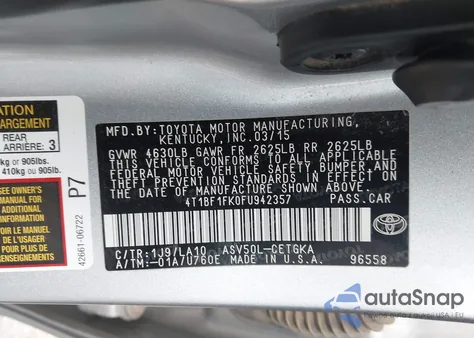 ATION
ARGEMENT
REAR
ARRIÈRE 3
kg or 905lbs.
410 kg ou 905lb.
SEE OWNER'S
MANUAL FOR
ADDITIONAL
VOIR LE MANUEL
DE L'USAGER
POUR PLUS DE
P7
42661-06722
MFD.BY:TOYOTA MOTOR MANUFACTURING,
KENTUCKY, INC. 03/15
GVWR 4630LB GAWR FR 2625LB RR 2625LB
THIS VEHICLE CONFORMS TO ALL APPLICABLE
FEDERAL MOTOR VEHICLE SAFETY, BUMPER AND
THEFT PREVENTION STANDARDS IN EFFECT ON
THE DATE OF MANUFACTURE SHOWN ABOVE.
4T1BF1FK0FU942357 PASS.CAR
C/TR:1J9/LA10 ASV50L-CETGKA
A/TM:-01A/U760E MADE IN U.S.A. 96558
TOYOTA
autoSnap